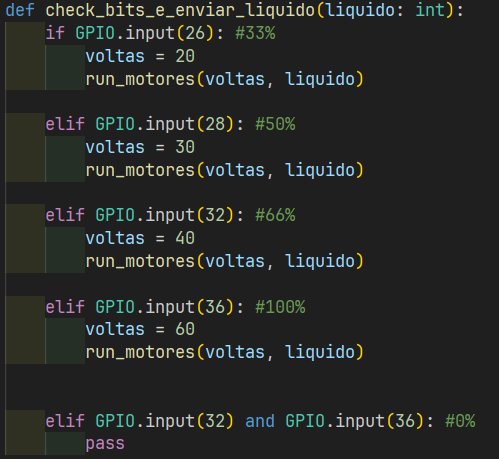 def check_bits_e_enviar_liquido(liquido: int):
    if GPIO.input(26): #33%
        voltas = 20
        run_motores(voltas, liquido)
    elif GPIO.input(28): #50%
        voltas = 30
        run_motores(voltas, liquido)
    elif GPIO.input(32): #66%
        voltas = 40
        run_motores(voltas, liquido)
    elif GPIO.input(36): #100%
        voltas = 60
        run_motores(voltas, liquido)
    elif GPIO.input(32) and GPIO.input(36): #0%
        pass